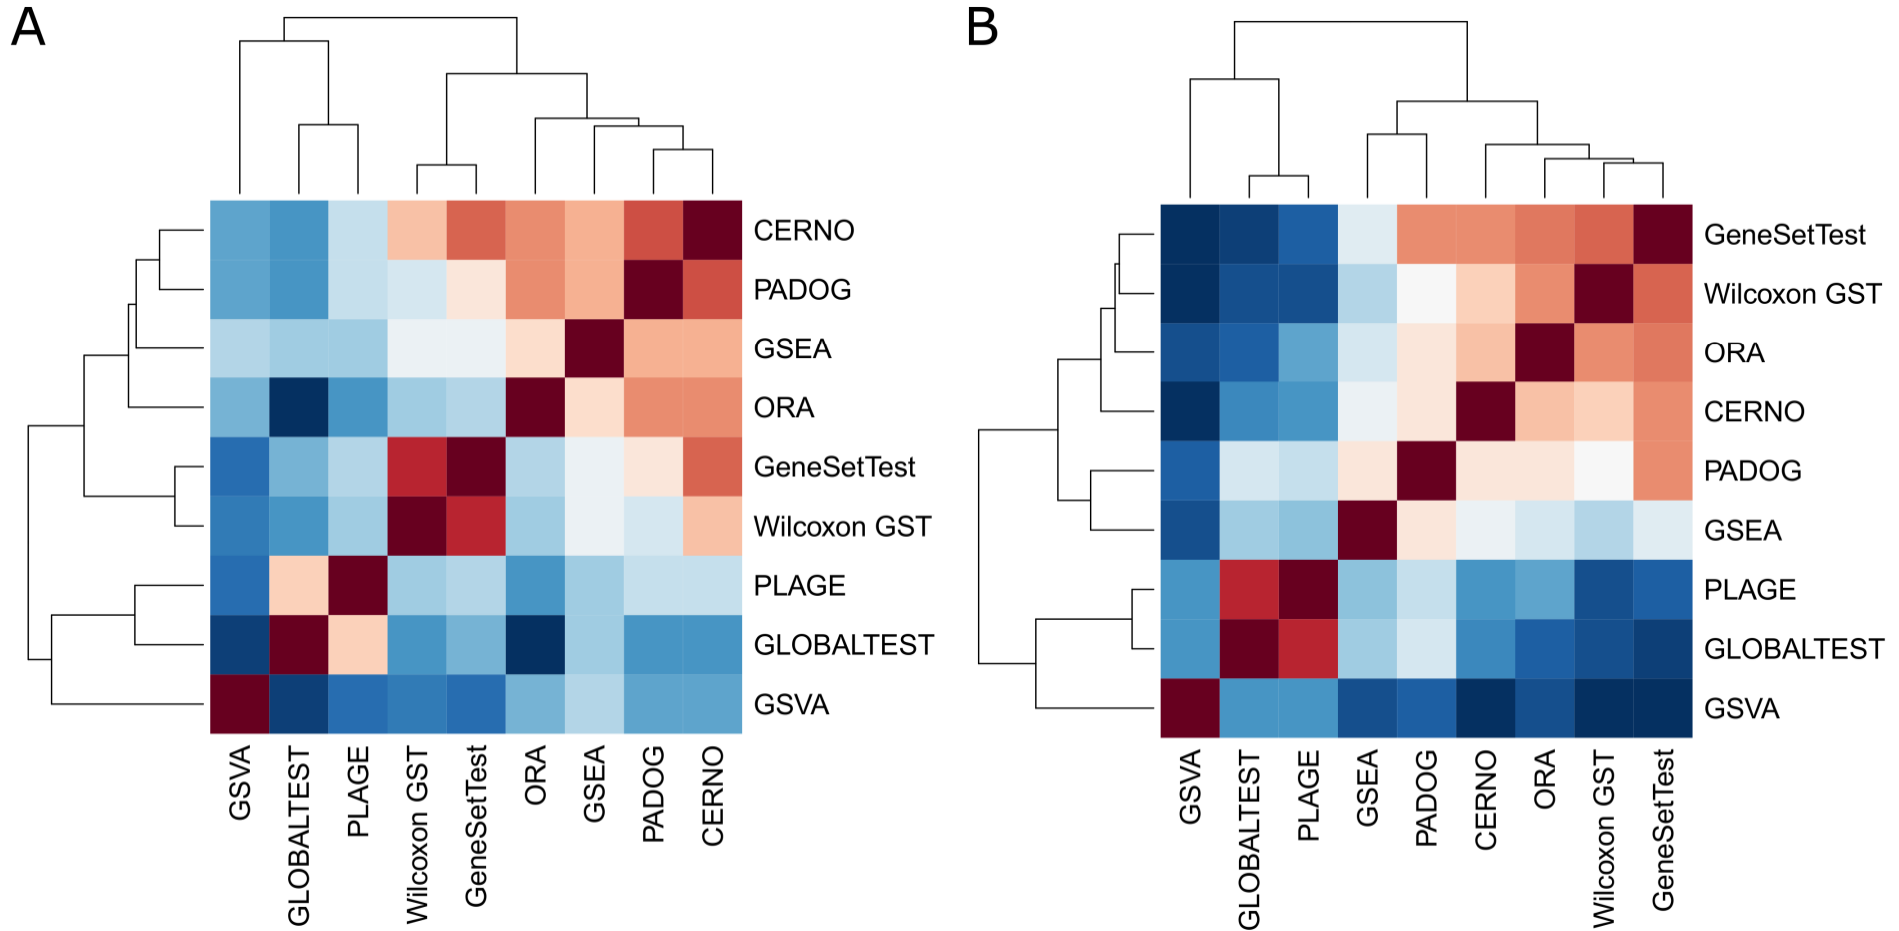 A
CERNO
PADOG
GSEA
ORA
GeneSetTest
Wilcoxon GST
PLAGE
GLOBALTEST
GSVA
GSVA
GLOBALTEST
PLAGE
Wilcoxon GST
GeneSetTest
ORA
GSEA
PADOG
CERNO
B
GeneSetTest
Wilcoxon GST
ORA
CERNO
PADOG
GSEA
PLAGE
GLOBALTEST
GSVA
GSVA
GLOBALTEST
PLAGE
GSEA
PADOG
CERNO
ORA
Wilcoxon GST
GeneSetTest